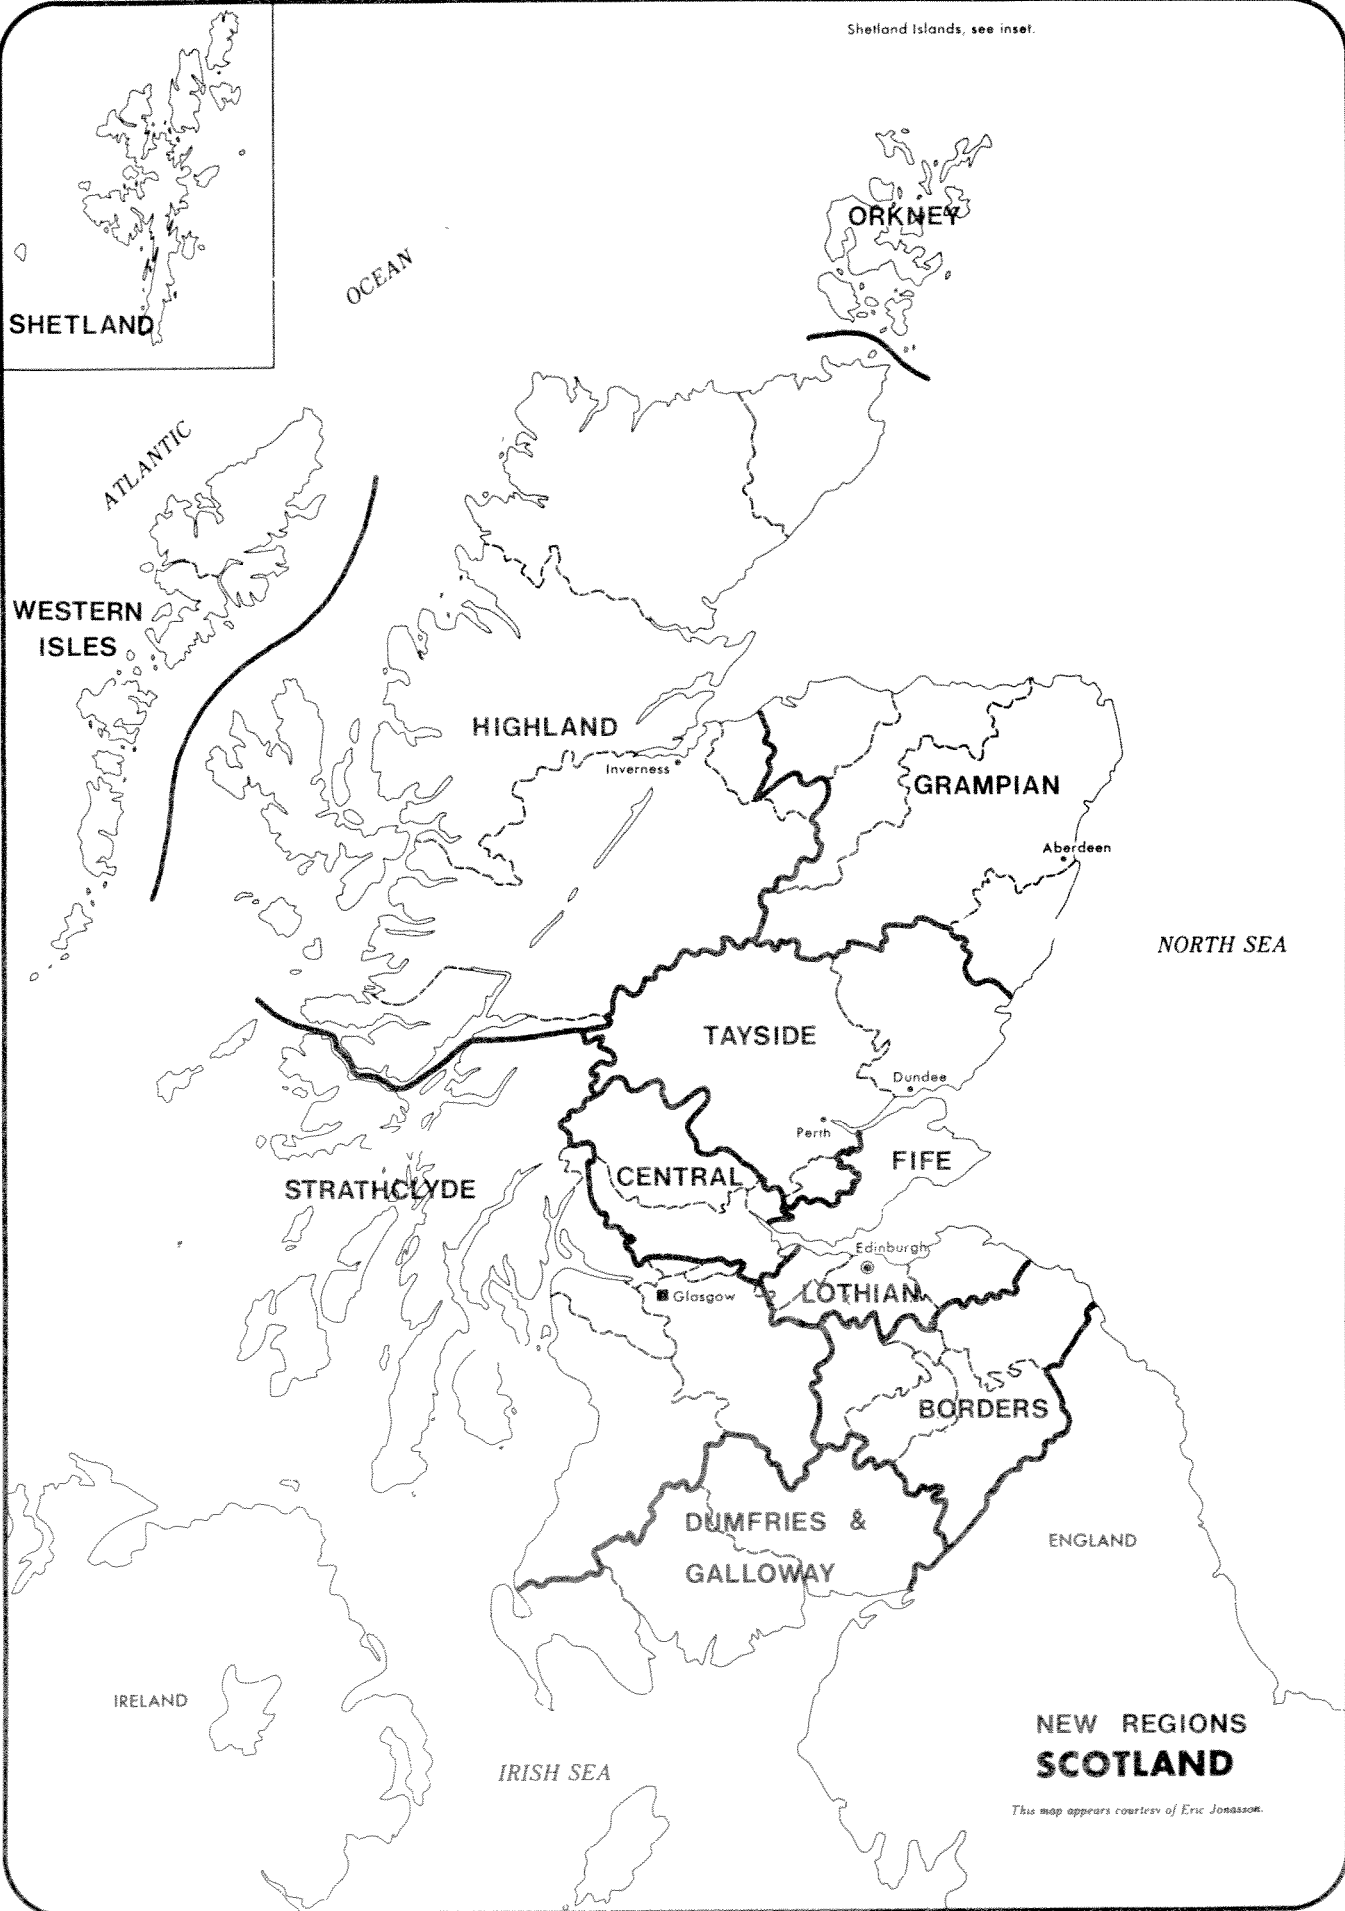 Shetland Islands, see inset.
ORKNEY
OCEAN
SHETLAND
ATLANTIC
WESTERN
ISLES
HIGHLAND
Inverness
GRAMPIAN
Aberdeen
NORTH SEA
TAYSIDE
Dundee
Perth
FIFE
CENTRAL
STRATHCLYDE
Edinburgh
LOTHIAN
Glasgow
BORDERS
DUMFRIES &
GALLOWAY
ENGLAND
IRELAND
IRISH SEA
NEW REGIONS
SCOTLAND
This map appears courtesy of Eric Jonasson.